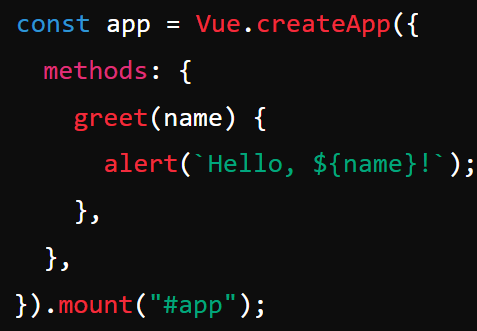 const app = Vue.createApp({
  methods: {
    greet(name) {
      alert(`Hello, ${name}!`);
    },
  },
}).mount("#app");